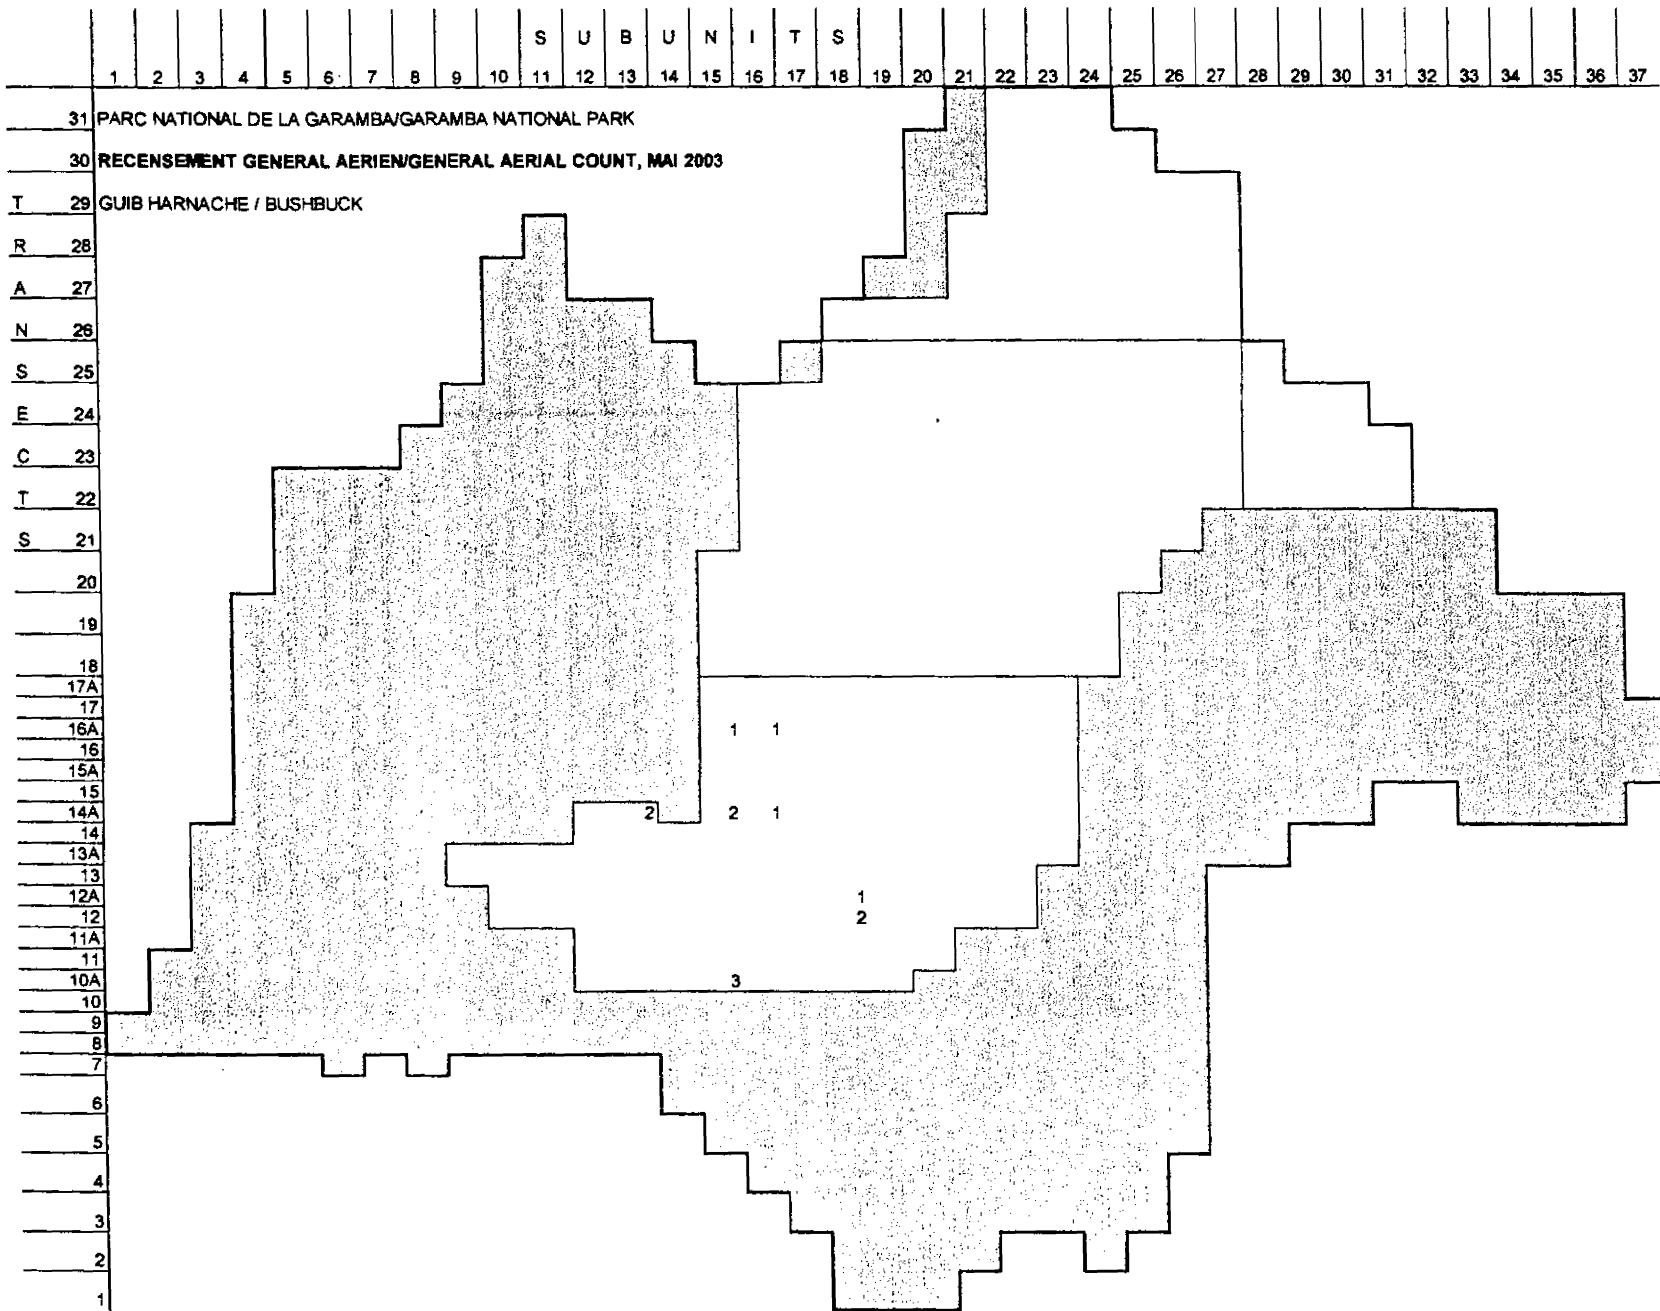 S U B U N I T S
1 2 3 4 5 6 7 8 9 10 11 12 13 14 15 16 17 18 19 20 21 22 23 24 25 26 27 28 29 30 31 32 33 34 35 36 37
31 PARC NATIONAL DE LA GARAMBA/GARAMBA NATIONAL PARK
30 RECENSEMENT GENERAL AERIEN/GENERAL AERIAL COUNT, MAI 2003
T 29 GUIB HARNACHE / BUSHBUCK
R 28
A 27
N 26
S 25
E 24
C 23
T 22
S 21
20
19
18
17A
17
16A 1 1
16
15A
15
14A 2 2 1
14
13A
13
12A 1
12 2
11A
11
10A 3
10
9
8
7
6
5
4
3
2
1